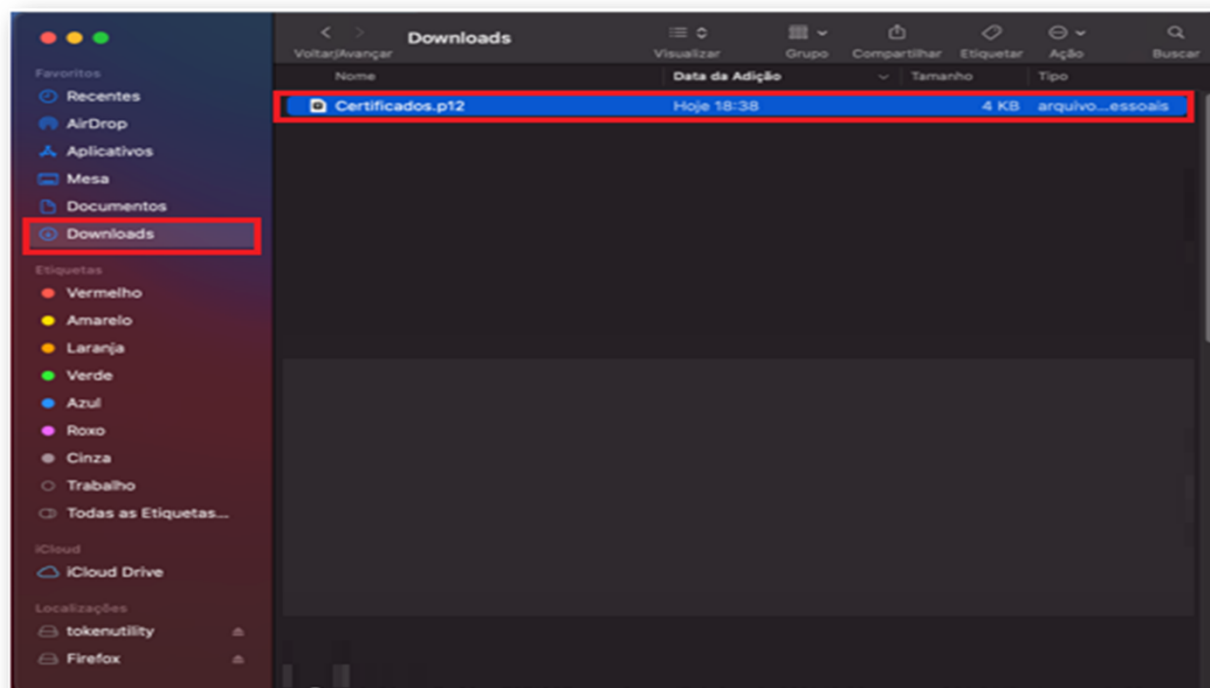 Downloads
Voltar/Avançar
Visualizar
Grupo
Compartilhar
Etiquetar
Ação
Buscar
Nome
Data da Adição
Tamanho
Tipo
Certificados.p12
Hoje 18:38
4 KB
arquivo...essoais
Favoritos
Recentes
AirDrop
Aplicativos
Mesa
Documentos
Downloads
Etiquetas
Vermelho
Amarelo
Laranja
Verde
Azul
Roxo
Cinza
Trabalho
Todas as Etiquetas...
iCloud
iCloud Drive
Localizações
tokenutility
Firefox